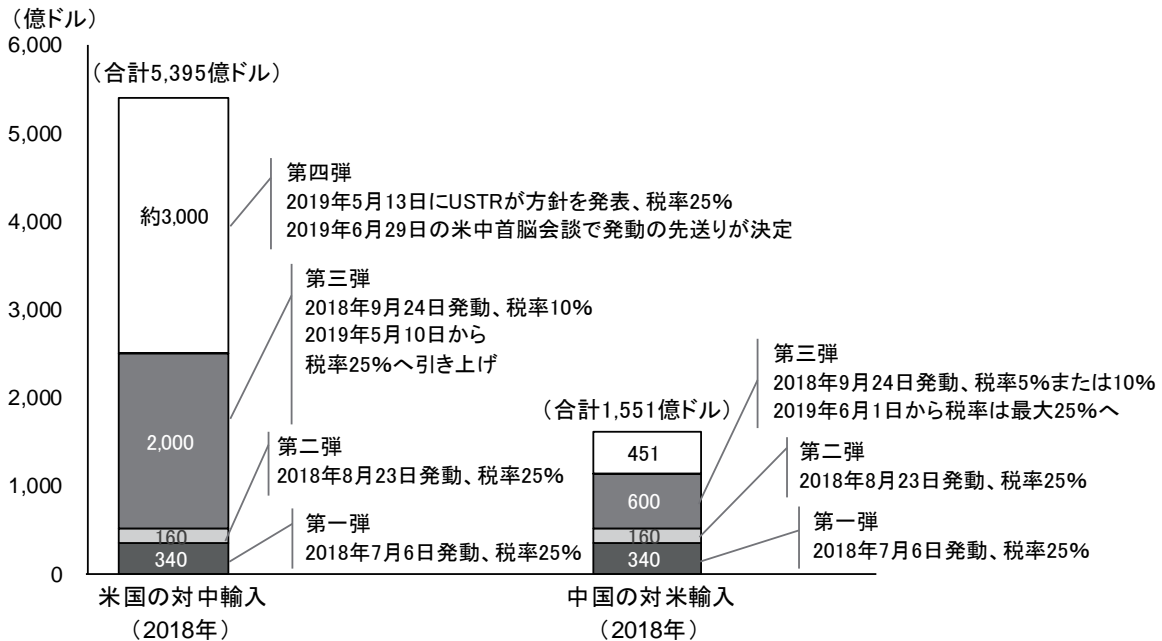 （億ドル）
6,000
5,000
4,000
3,000
2,000
1,000
0
（合計5,395億ドル）
約3,000
2,000
160
340
第四弾
2019年5月13日にUSTRが方針を発表、税率25%
2019年6月29日の米中首脳会談で発動の先送りが決定
第三弾
2018年9月24日発動、税率10%
2019年5月10日から
税率25%へ引き上げ
第二弾
2018年8月23日発動、税率25%
第一弾
2018年7月6日発動、税率25%
米国の対中輸入
（2018年）
（合計1,551億ドル）
451
600
160
340
第三弾
2018年9月24日発動、税率5%または10%
2019年6月1日から税率は最大25%へ
第二弾
2018年8月23日発動、税率25%
第一弾
2018年7月6日発動、税率25%
中国の対米輸入
（2018年）